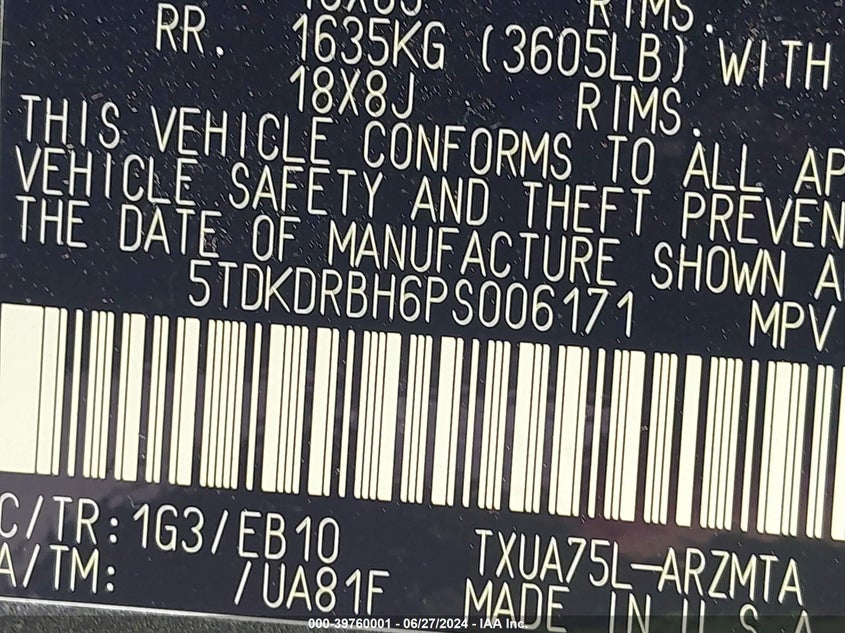 RIMS.
RR. 1635KG (3605LB) WITH
18X8J RIMS.
THIS VEHICLE CONFORMS TO ALL AP
VEHICLE SAFETY AND THEFT PREVEN
THE DATE OF MANUFACTURE SHOWN A
5TDKDRBH6PS006171 MPV
C/TR:1G3/EB10 TXUA75L-ARZMTA
A/TM: /UA81F MADE IN U.S.A
000-39760001 - 06/27/2024 - IAA Inc.